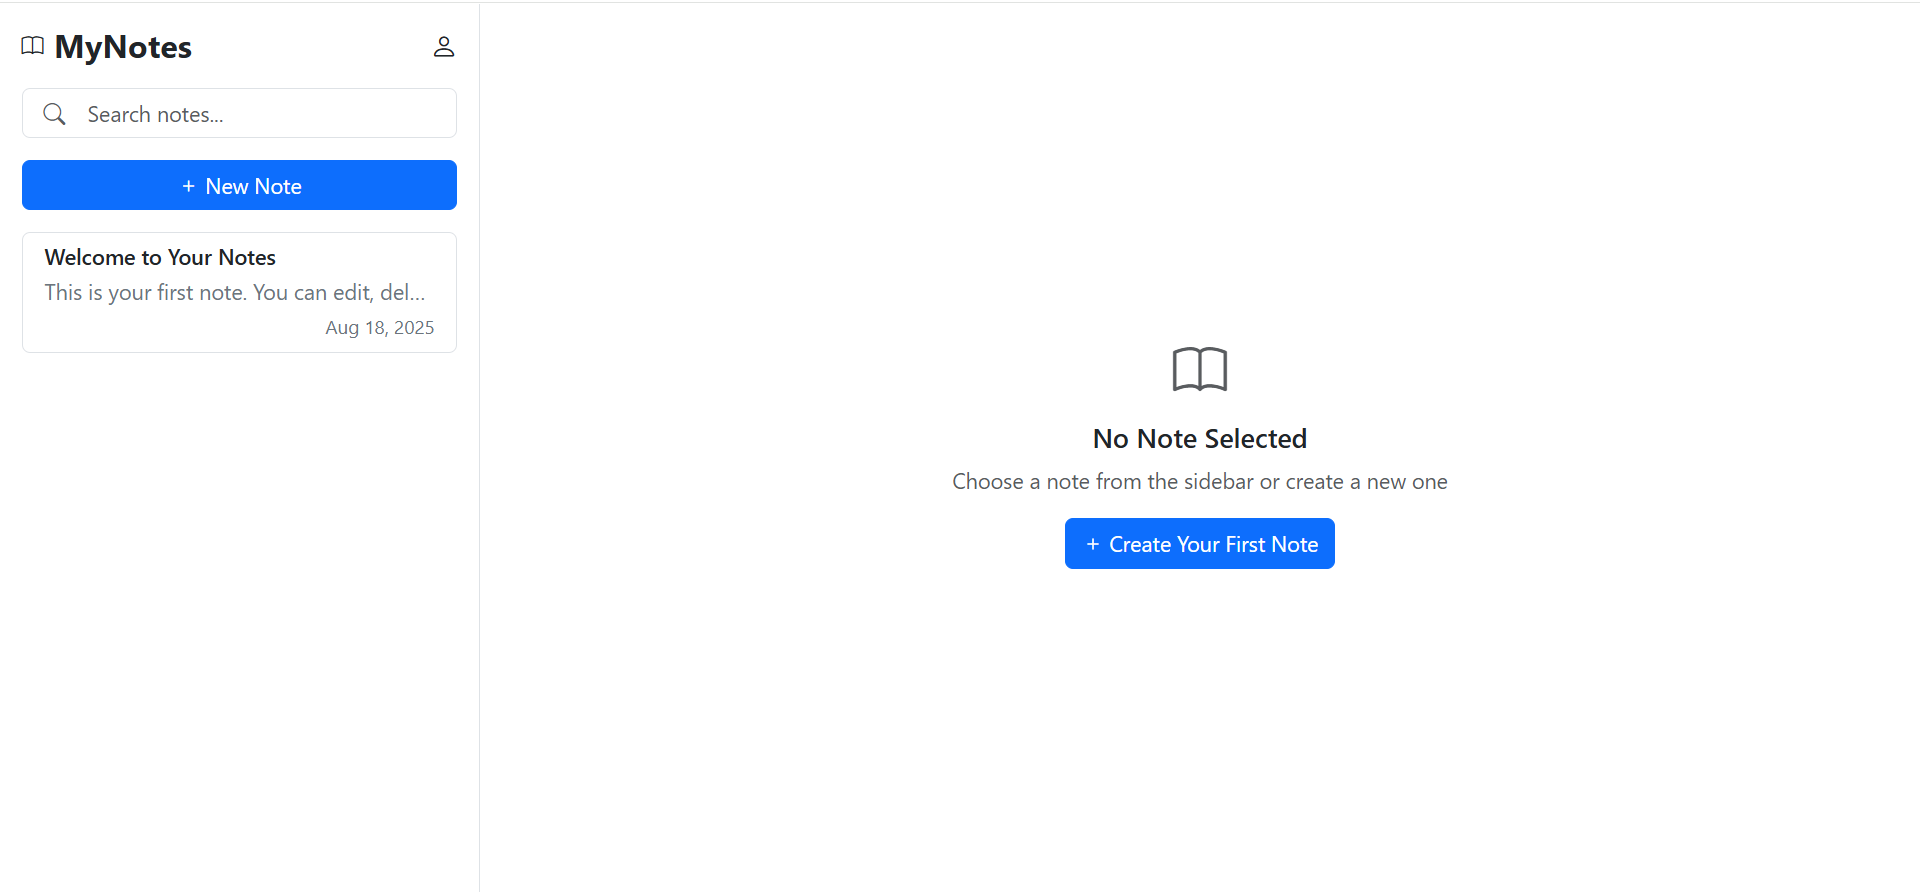 MyNotes
Search notes...
+ New Note
Welcome to Your Notes
This is your first note. You can edit, del...
Aug 18, 2025
No Note Selected
Choose a note from the sidebar or create a new one
+ Create Your First Note